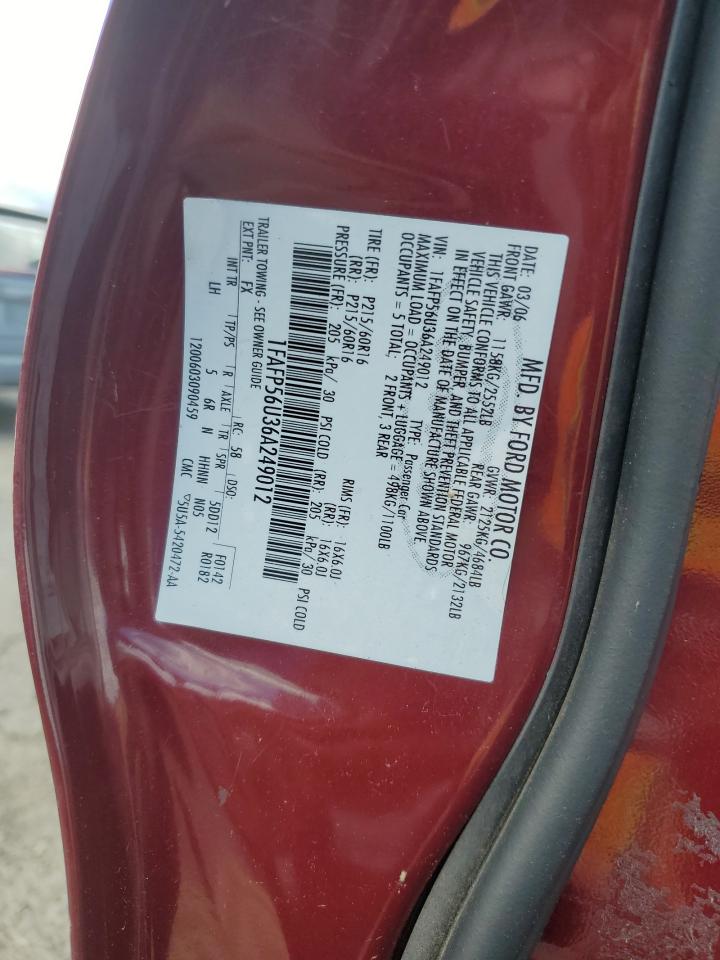 MFD. BY FORD MOTOR CO.
DATE: 03/06 GVWR: 2125KG/4684LB
FRONT GAWR: 1158KG/2552LB REAR GAWR: 967KG/2132LB
THIS VEHICLE CONFORMS TO ALL APPLICABLE FEDERAL MOTOR
VEHICLE SAFETY, BUMPER, AND THEFT PREVENTION STANDARDS
IN EFFECT ON THE DATE OF MANUFACTURE SHOWN ABOVE.
VIN: 1FAFP56U36A249012 TYPE: Passenger Car
MAXIMUM LOAD = OCCUPANTS + LUGGAGE = 498KG/1100LB
OCCUPANTS = 5 TOTAL: 2 FRONT, 3 REAR
TIRE (FR): P215/60R16 RIMS (FR): 16X6.0J
(RR): P215/60R16 (RR): 16X6.0J
PRESSURE (FR): 205 kPa/ 30 PSI COLD (RR): 205 kPa/ 30 PSI COLD
1FAFP56U36A249012
TRAILER TOWING - SEE OWNER GUIDE
EXT PNT: FX RC: 58 DSO: F0142
R0182
INT TR TP/PS R AXLE TR SPR 5DD12
LH 5 6R N HHNN N05
1200603090459 CMC ▽5U5A-5420472-AA